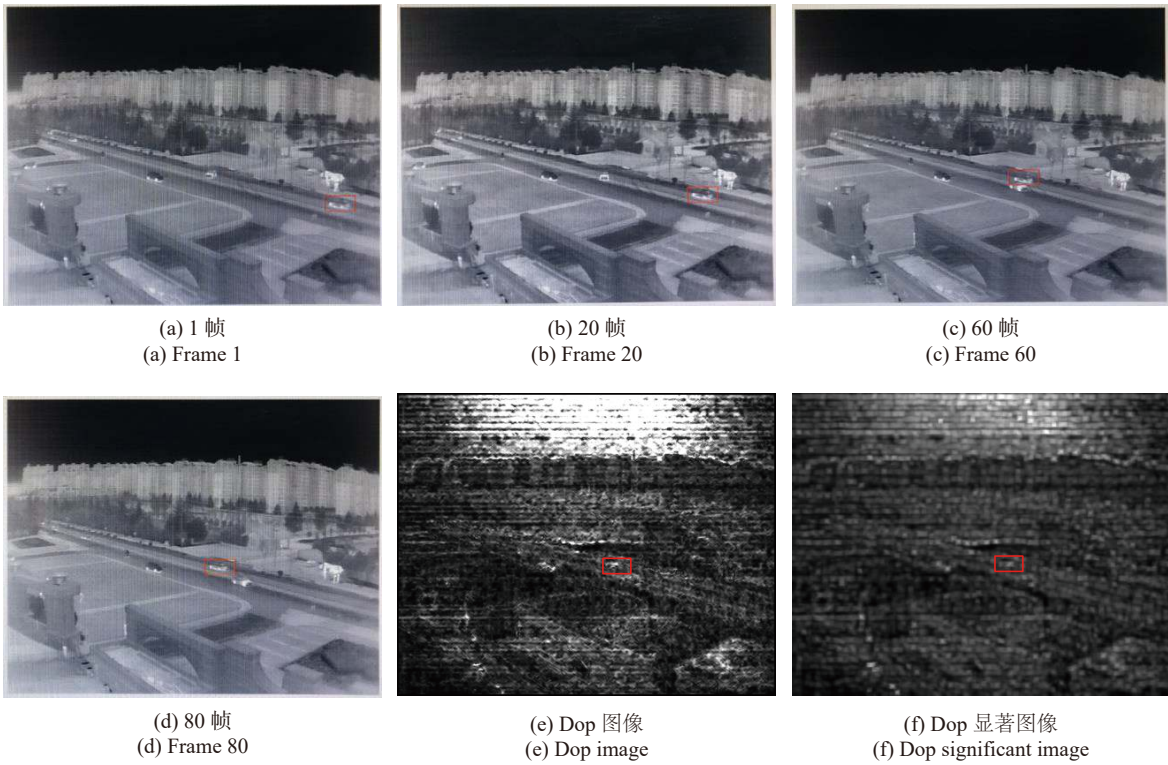 (a) 1 帧
(a) Frame 1
(b) 20 帧
(b) Frame 20
(c) 60 帧
(c) Frame 60
(d) 80 帧
(d) Frame 80
(e) Dop 图像
(e) Dop image
(f) Dop 显著图像
(f) Dop significant image